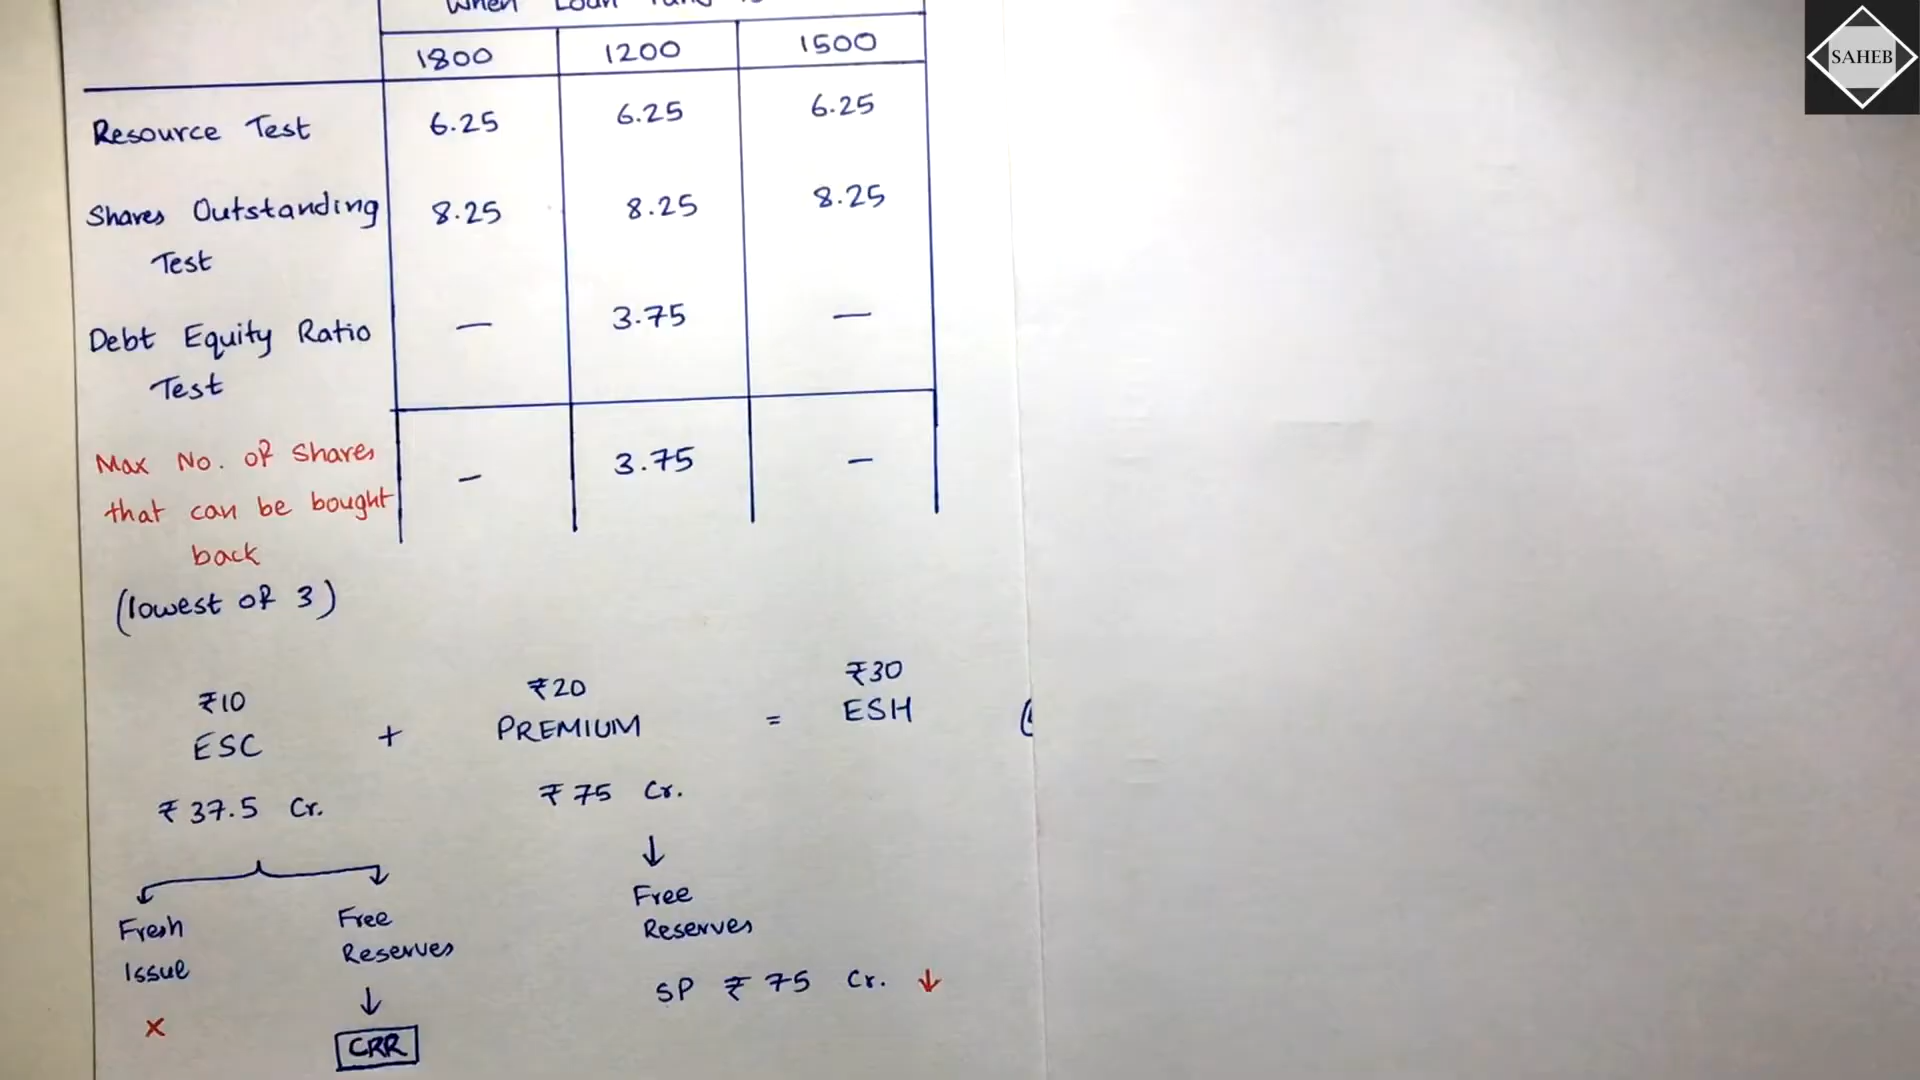 When Loan
1800 1200 1500
Resource Test 6.25 6.25 6.25
Shares Outstanding 8.25 8.25 8.25
Test
Debt Equity Ratio — 3.75 —
Test
Max No. of Shares
that can be bought - 3.75 -
back
(lowest of 3)
₹10 ₹20 ₹30
ESC + PREMIUM = ESH
₹37.5 Cr. ₹75 Cr.
↓
Fresh Free Free
Issue Reserves Reserves
× ↓ SP ₹75 Cr. ↓
CRR
SAHEB